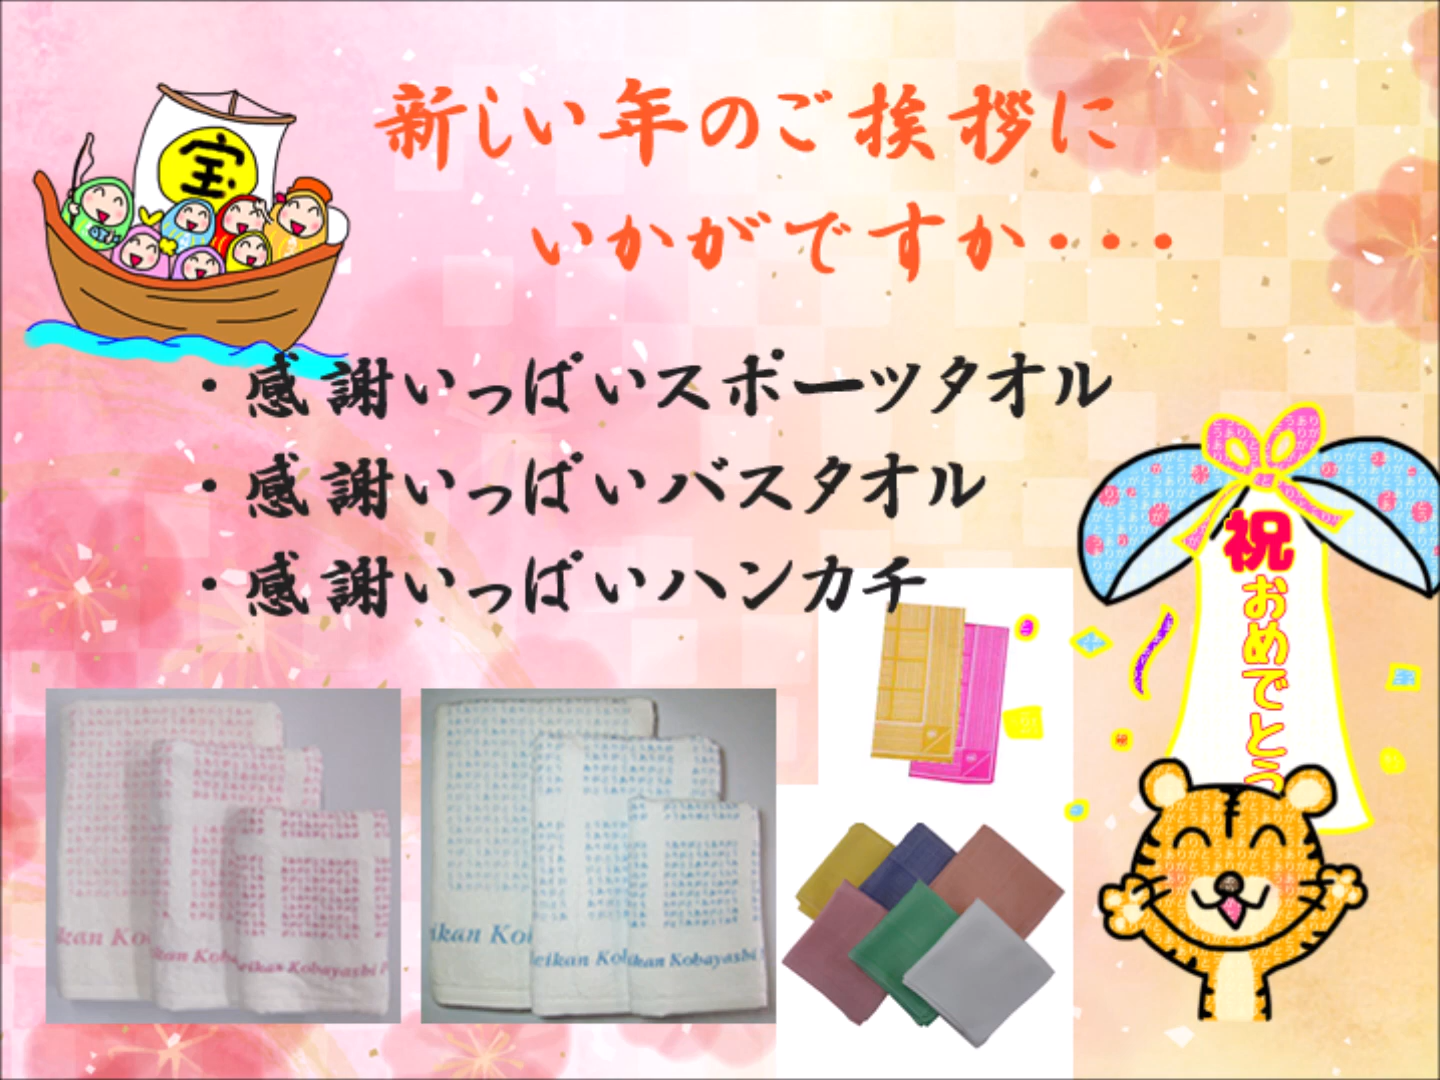 宝
新しい年のご挨拶に
いかがですか・・・
・感謝いっぱいスポーツタオル
・感謝いっぱいバスタオル
・感謝いっぱいハンカチ
祝
おめでとう
Kobayashi
Kobayashi